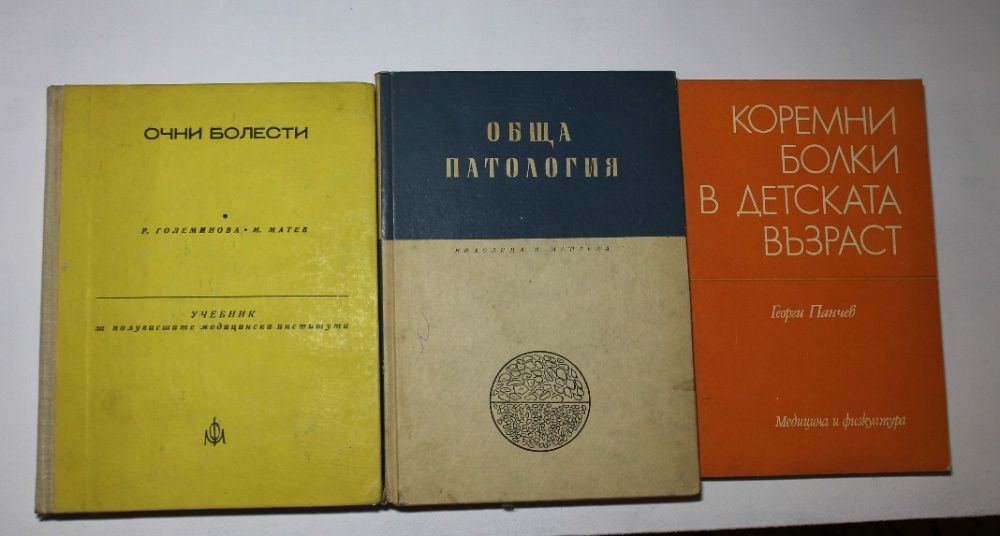 ОЧНИ БОЛЕСТИ
Р. ГОЛЕМИНОВА • М. МАТЕВ
УЧЕБНИК
за полувисшите медицински институти
ОБЩА
ПАТОЛОГИЯ
КОРЕМНИ
БОЛКИ
В ДЕТСКАТА
ВЪЗРАСТ
Георги Панчев
Медицина и физкултура